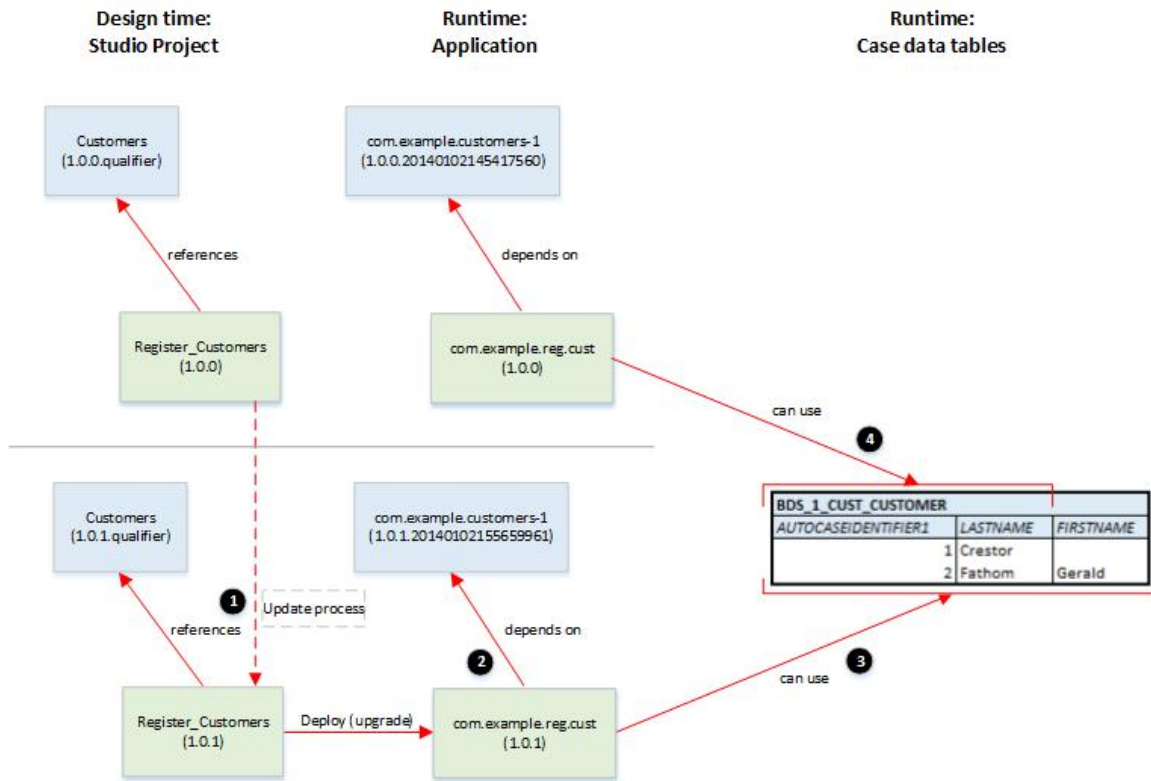 Design time:
Studio Project
Runtime:
Application
Runtime:
Case data tables
Customers
(1.0.0.qualifier)
com.example.customers-1
(1.0.0.20140102145417560)
references
depends on
Register_Customers
(1.0.0)
com.example.reg.cust
(1.0.0)
can use
4
Customers
(1.0.1.qualifier)
com.example.customers-1
(1.0.1.20140102155659961)
BDS_1_CUST_CUSTOMER
AUTOCASEIDENTIFIER1 LASTNAME FIRSTNAME
1 Crestor
2 Fathom Gerald
1
Update process
references
2
depends on
3
can use
Register_Customers
(1.0.1)
Deploy (upgrade)
com.example.reg.cust
(1.0.1)